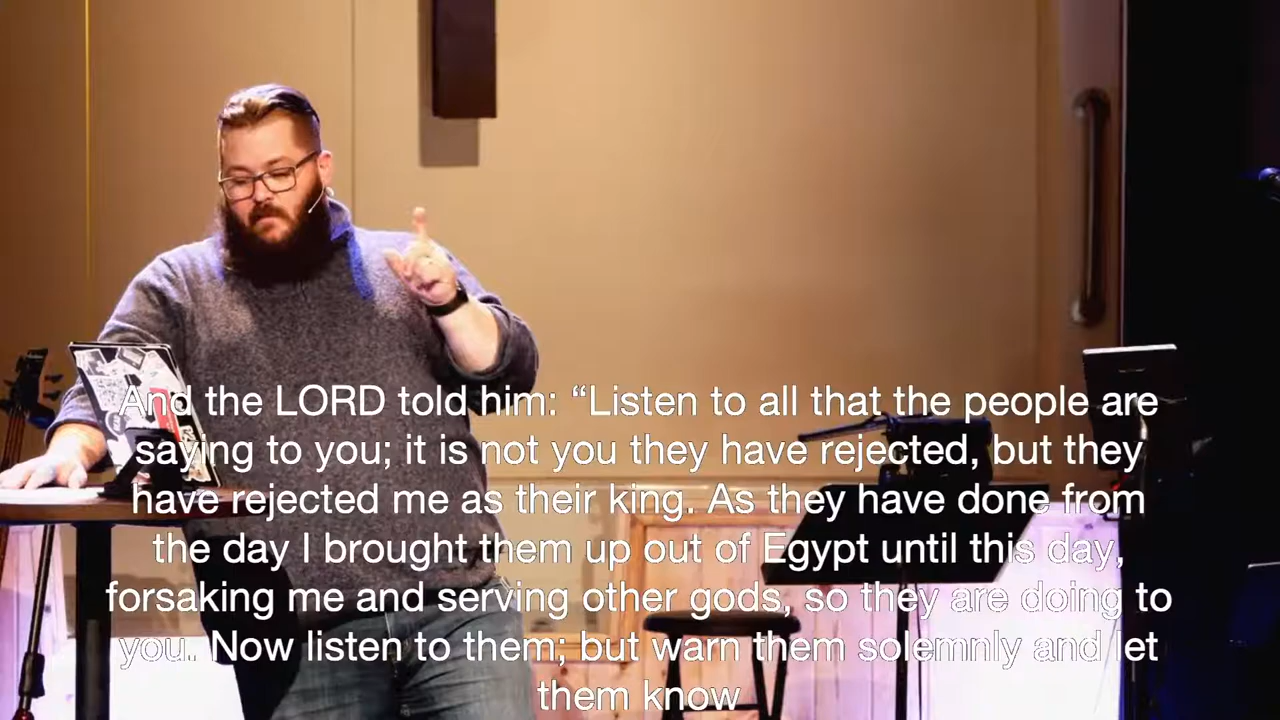 And the LORD told him: “Listen to all that the people are
saying to you; it is not you they have rejected, but they
have rejected me as their king. As they have done from
the day I brought them up out of Egypt until this day,
forsaking me and serving other gods, so they are doing to
you. Now listen to them; but warn them solemnly and let
them know